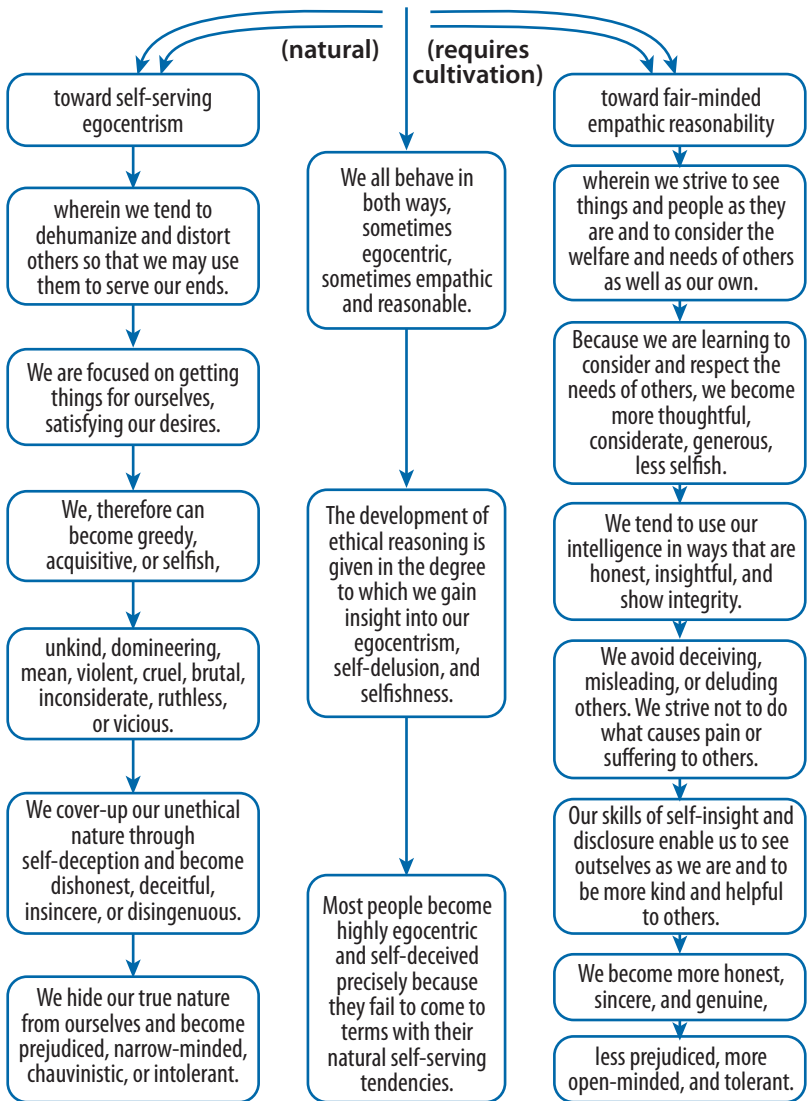 (natural)
(requires
cultivation)
toward self-serving
egocentrism
wherein we tend to
dehumanize and distort
others so that we may use
them to serve our ends.
We are focused on getting
things for ourselves,
satisfying our desires.
We, therefore can
become greedy,
acquisitive, or selfish,
unkind, domineering,
mean, violent, cruel, brutal,
inconsiderate, ruthless,
or vicious.
We cover-up our unethical
nature through
self-deception and become
dishonest, deceitful,
insincere, or disingenuous.
We hide our true nature
from ourselves and become
prejudiced, narrow-minded,
chauvinistic, or intolerant.
We all behave in
both ways,
sometimes
egocentric,
sometimes empathic
and reasonable.
The development of
ethical reasoning is
given in the degree
to which we gain
insight into our
egocentrism,
self-delusion, and
selfishness.
Most people become
highly egocentric
and self-deceived
precisely because
they fail to come to
terms with their
natural self-serving
tendencies.
toward fair-minded
empathic reasonability
wherein we strive to see
things and people as they
are and to consider the
welfare and needs of others
as well as our own.
Because we are learning to
consider and respect the
needs of others, we become
more thoughtful,
considerate, generous,
less selfish.
We tend to use our
intelligence in ways that are
honest, insightful, and
show integrity.
We avoid deceiving,
misleading, or deluding
others. We strive not to do
what causes pain or
suffering to others.
Our skills of self-insight and
disclosure enable us to see
outselves as we are and to
be more kind and helpful
to others.
We become more honest,
sincere, and genuine,
less prejudiced, more
open-minded, and tolerant.